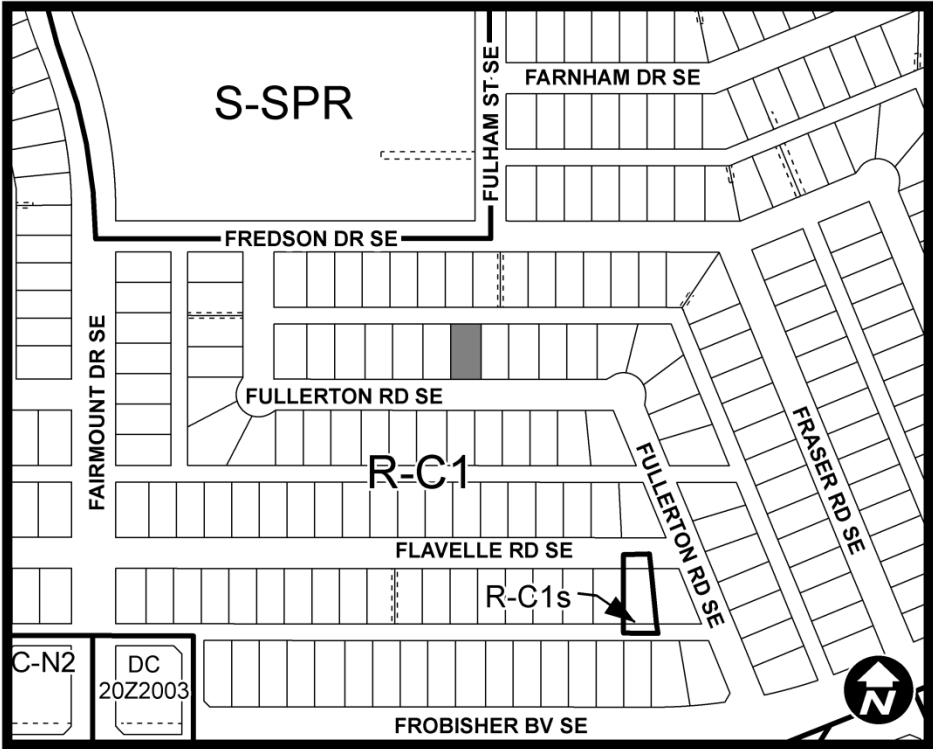 S-SPR
FULHAM ST SE
FARNHAM DR SE
FREDSON DR SE
FAIRMOUNT DR SE
FULLERTON RD SE
R-C1
FULLERTON RD SE
FRASER RD SE
FLAVELLE RD SE
R-C1s
C-N2
DC
20Z2003
N
FROBISHER BV SE